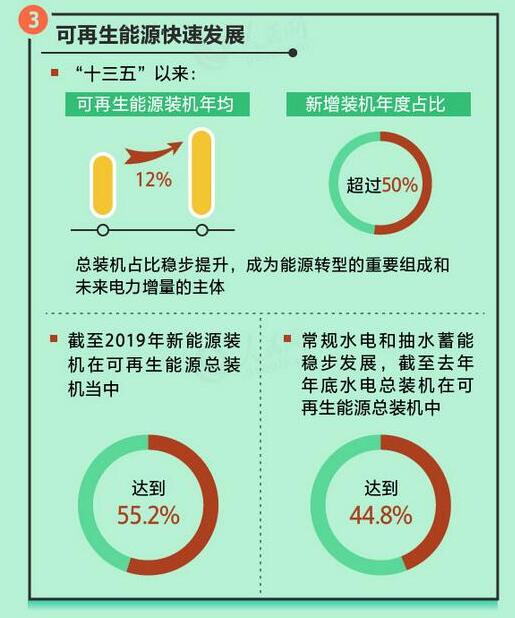 3
可再生能源快速发展
“十三五”以来：
可再生能源装机年均
新增装机年度占比
12%
超过50%
总装机占比稳步提升，成为能源转型的重要组成和
未来电力增量的主体
截至2019年新能源装
机在可再生能源总装
机当中
达到
55.2%
常规水电和抽水蓄能
稳步发展，截至去年
年底水电总装机在可
再生能源总装机中
达到
44.8%